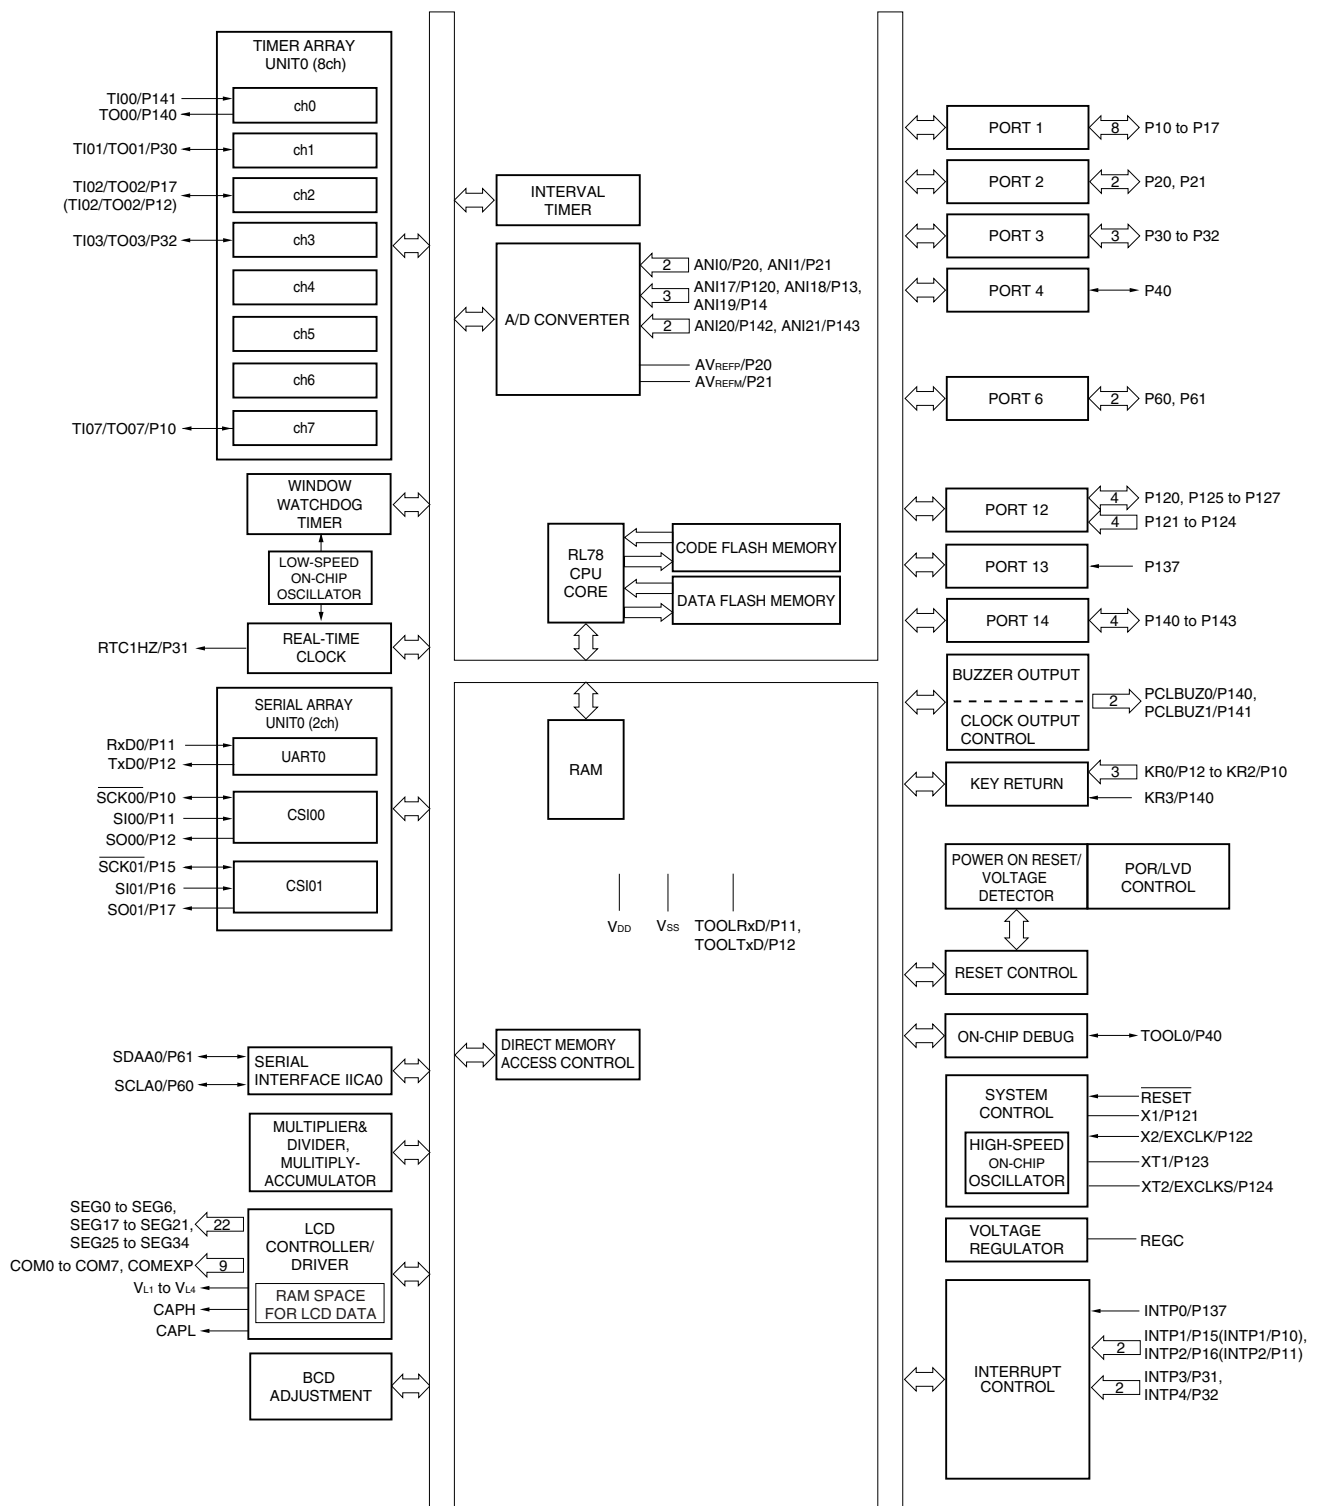 TIMER ARRAY
UNIT0 (8ch)
TI00/P141
TO00/P140
ch0
TI01/TO01/P30
ch1
TI02/TO02/P17
(TI02/TO02/P12)
ch2
TI03/TO03/P32
ch3
ch4
ch5
ch6
TI07/TO07/P10
ch7
WINDOW
WATCHDOG
TIMER
LOW-SPEED
ON-CHIP
OSCILLATOR
RTC1HZ/P31
REAL-TIME
CLOCK
SERIAL ARRAY
UNIT0 (2ch)
RxD0/P11
TxD0/P12
UART0
SCK00/P10
SI00/P11
SO00/P12
CSI00
SCK01/P15
SI01/P16
SO01/P17
CSI01
SDAA0/P61
SCLA0/P60
SERIAL
INTERFACE IICA0
MULTIPLIER&
DIVIDER,
MULITIPLY-
ACCUMULATOR
SEG0 to SEG6,
SEG17 to SEG21,
SEG25 to SEG34
22
COM0 to COM7, COMEXP
9
VL1 to VL4
CAPH
CAPL
LCD
CONTROLLER/
DRIVER
RAM SPACE
FOR LCD DATA
BCD
ADJUSTMENT
INTERVAL
TIMER
A/D CONVERTER
2
ANI0/P20, ANI1/P21
3
ANI17/P120, ANI18/P13,
ANI19/P14
2
ANI20/P142, ANI21/P143
AVREFP/P20
AVREFM/P21
RL78
CPU
CORE
CODE FLASH MEMORY
DATA FLASH MEMORY
RAM
VDD
VSS
TOOLRxD/P11,
TOOLTxD/P12
DIRECT MEMORY
ACCESS CONTROL
PORT 1
8
P10 to P17
PORT 2
2
P20, P21
PORT 3
3
P30 to P32
PORT 4
P40
PORT 6
2
P60, P61
PORT 12
4
P120, P125 to P127
4
P121 to P124
PORT 13
P137
PORT 14
4
P140 to P143
BUZZER OUTPUT
CLOCK OUTPUT
CONTROL
2
PCLBUZ0/P140,
PCLBUZ1/P141
KEY RETURN
3
KR0/P12 to KR2/P10
KR3/P140
POWER ON RESET/
VOLTAGE
DETECTOR
POR/LVD
CONTROL
RESET CONTROL
ON-CHIP DEBUG
TOOL0/P40
SYSTEM
CONTROL
HIGH-SPEED
ON-CHIP
OSCILLATOR
RESET
X1/P121
X2/EXCLK/P122
XT1/P123
XT2/EXCLKS/P124
VOLTAGE
REGULATOR
REGC
INTERRUPT
CONTROL
INTP0/P137
2
INTP1/P15(INTP1/P10),
INTP2/P16(INTP2/P11)
2
INTP3/P31,
INTP4/P32